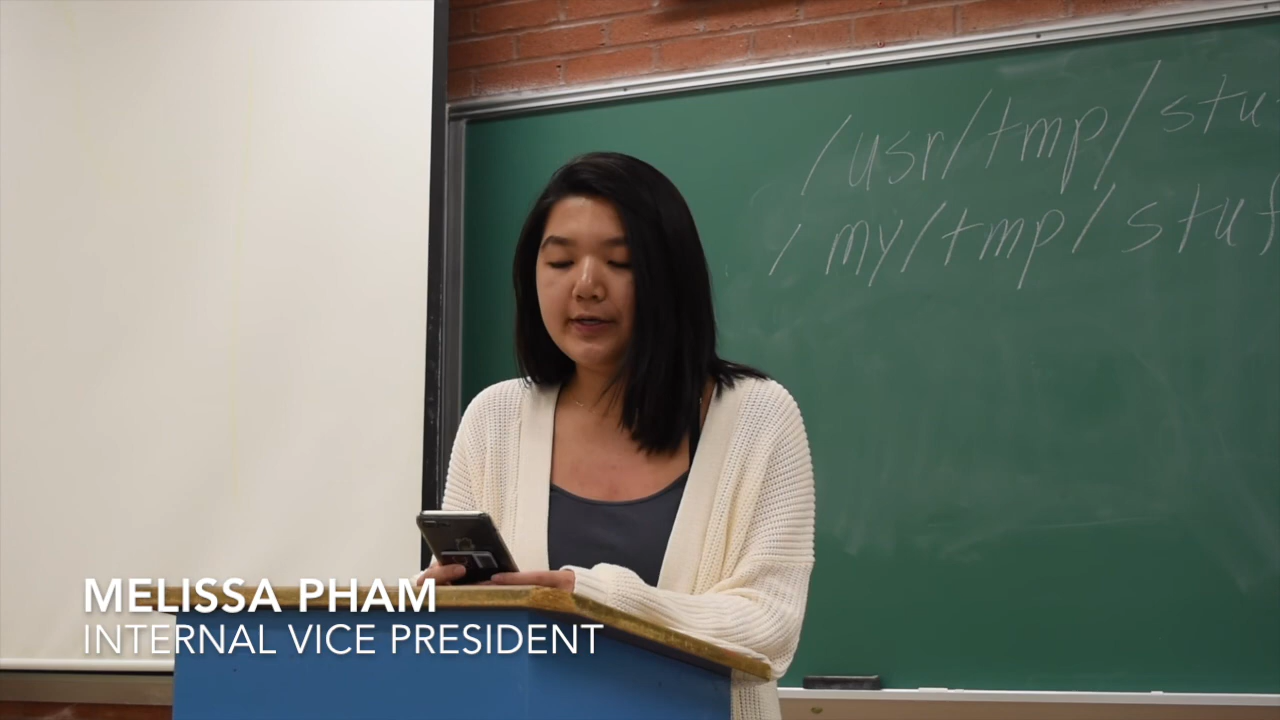 /usr/tmp/stu
/my/tmp/stuf
MELISSA PHAM
INTERNAL VICE PRESIDENT